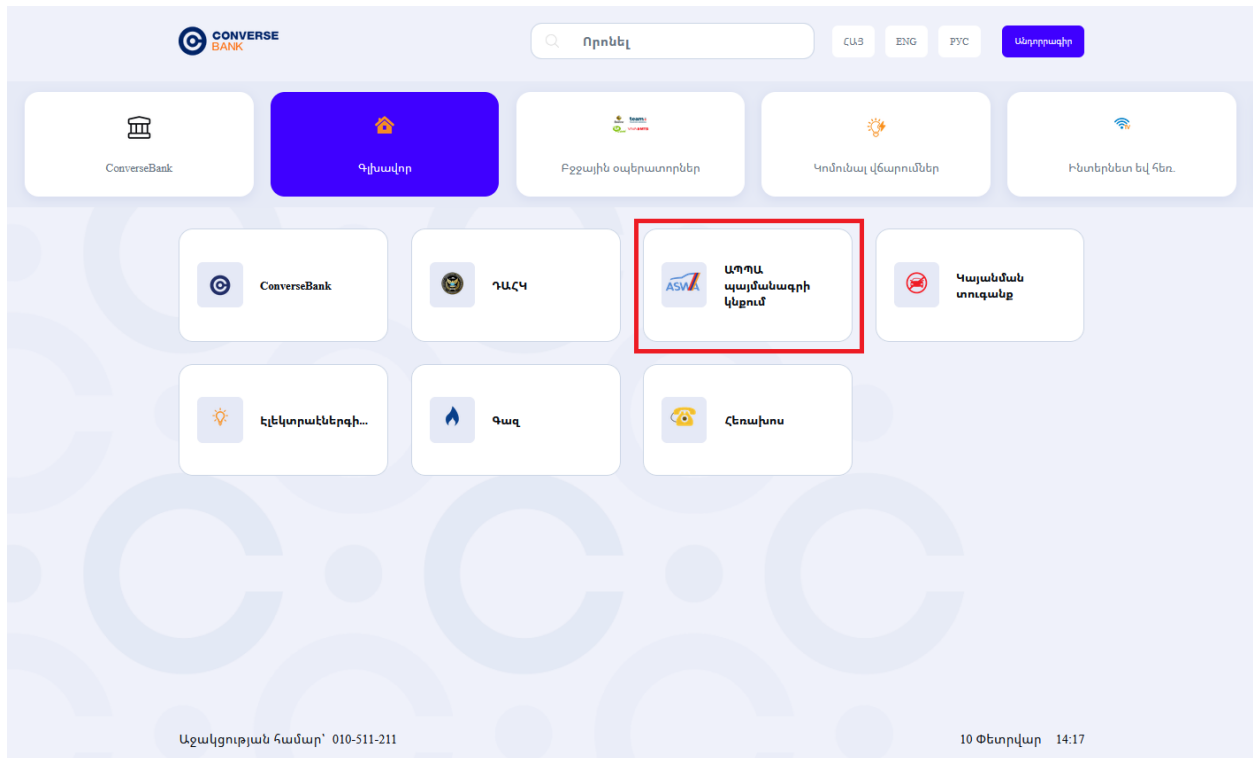 CONVERSE
BANK
Որոնել
ՀԱՅ
ENG
РУС
Անդորրագիր
ConverseBank
Գլխավոր
Բջջային օպերատորներ
Կոմունալ վճարումներ
Ինտերնետ եվ հեռ.
ConverseBank
ԴԱՀԿ
ASWA
ԱՊՊԱ
պայմանագրի
կնքում
Կայանման
տուգանք
Էլեկտրաէներգի...
Գազ
Հեռախոս
Աջակցության համար՝ 010-511-211
10 Փետրվար 14:17